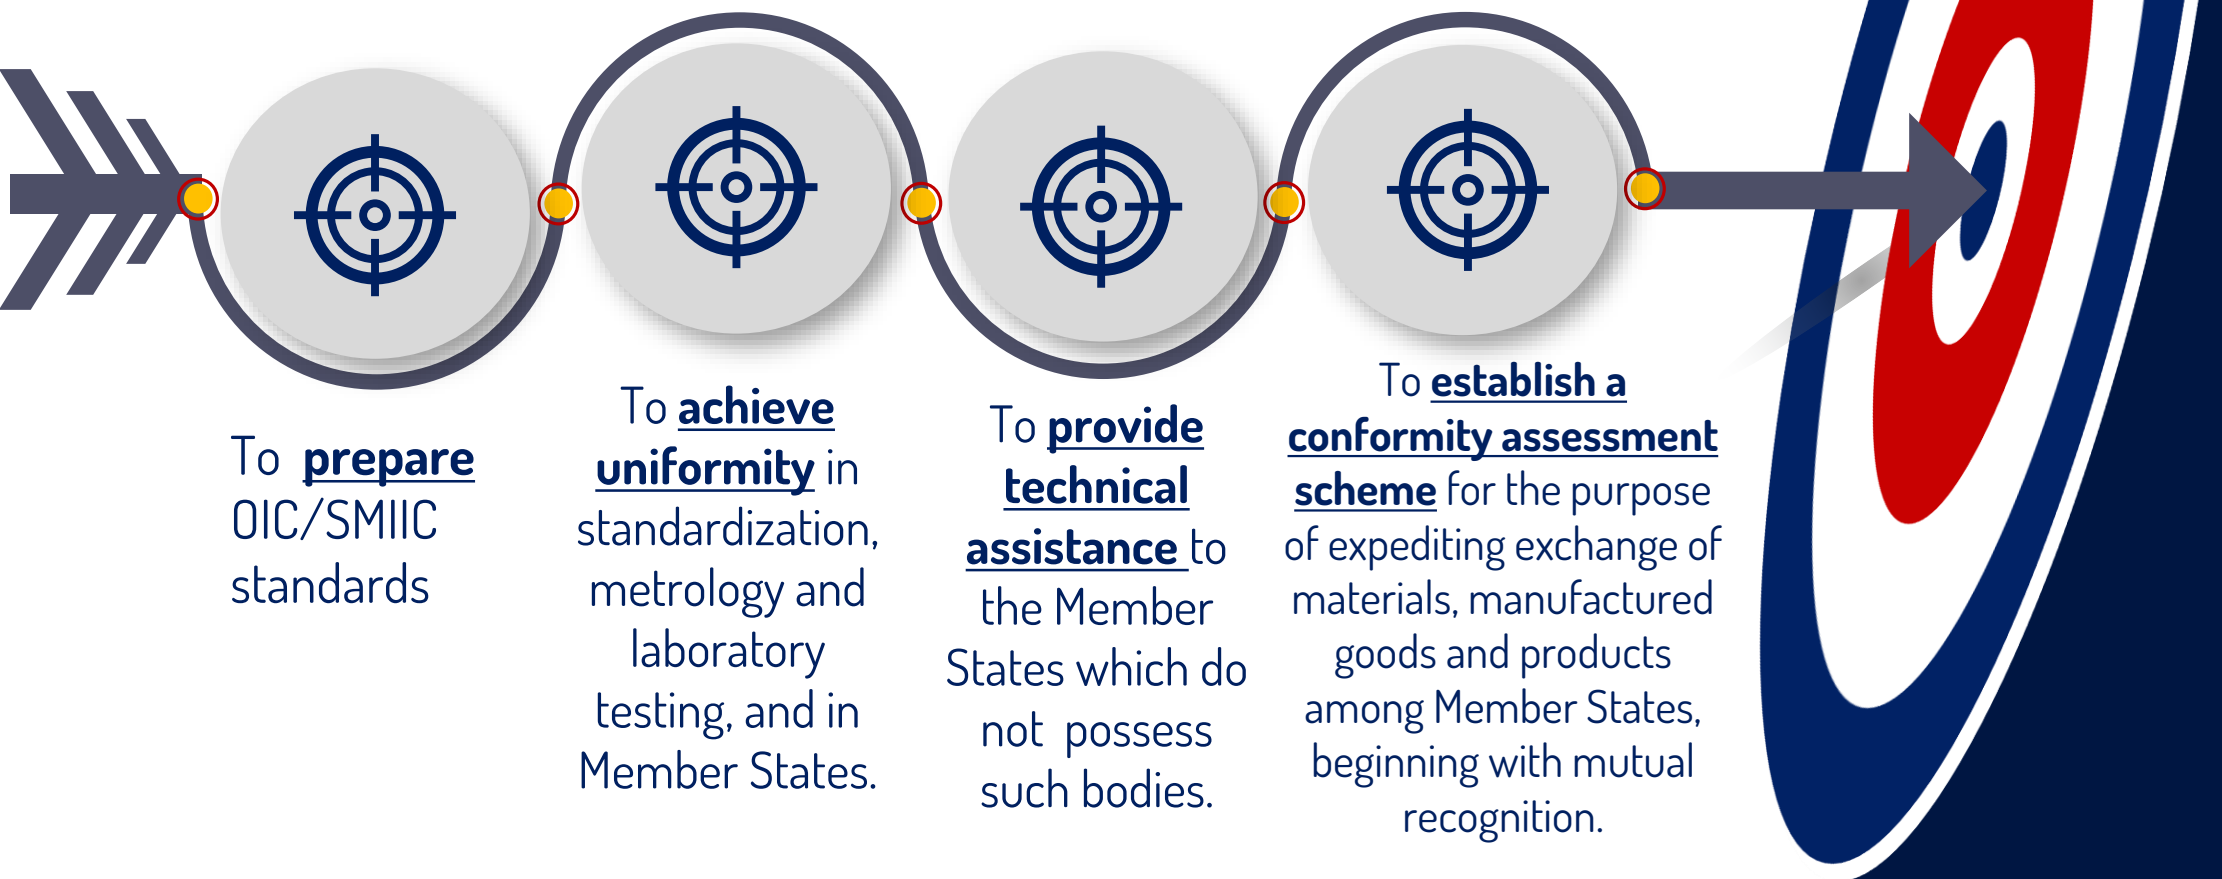 To prepare
OIC/SMIIC
standards
To achieve
uniformity in
standardization,
metrology and
laboratory
testing, and in
Member States.
To provide
technical
assistance to
the Member
States which do
not possess
such bodies.
To establish a
conformity assessment
scheme for the purpose
of expediting exchange of
materials, manufactured
goods and products
among Member States,
beginning with mutual
recognition.